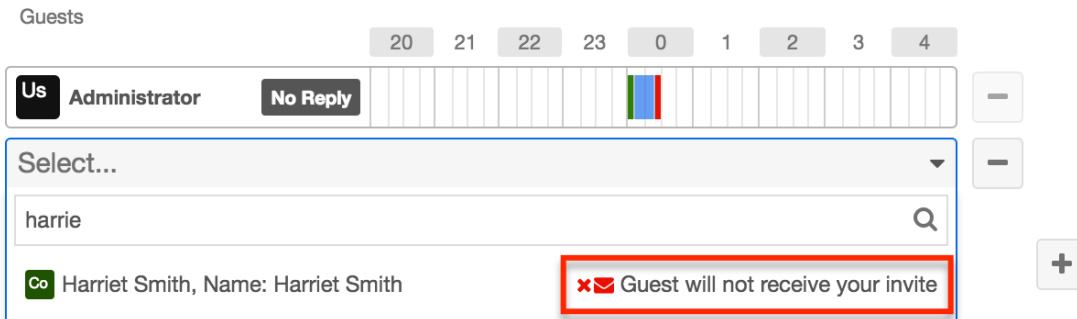 Guests
20 21 22 23 0 1 2 3 4
Us Administrator No Reply
Select...
harrie
Co Harriet Smith, Name: Harriet Smith Guest will not receive your invite